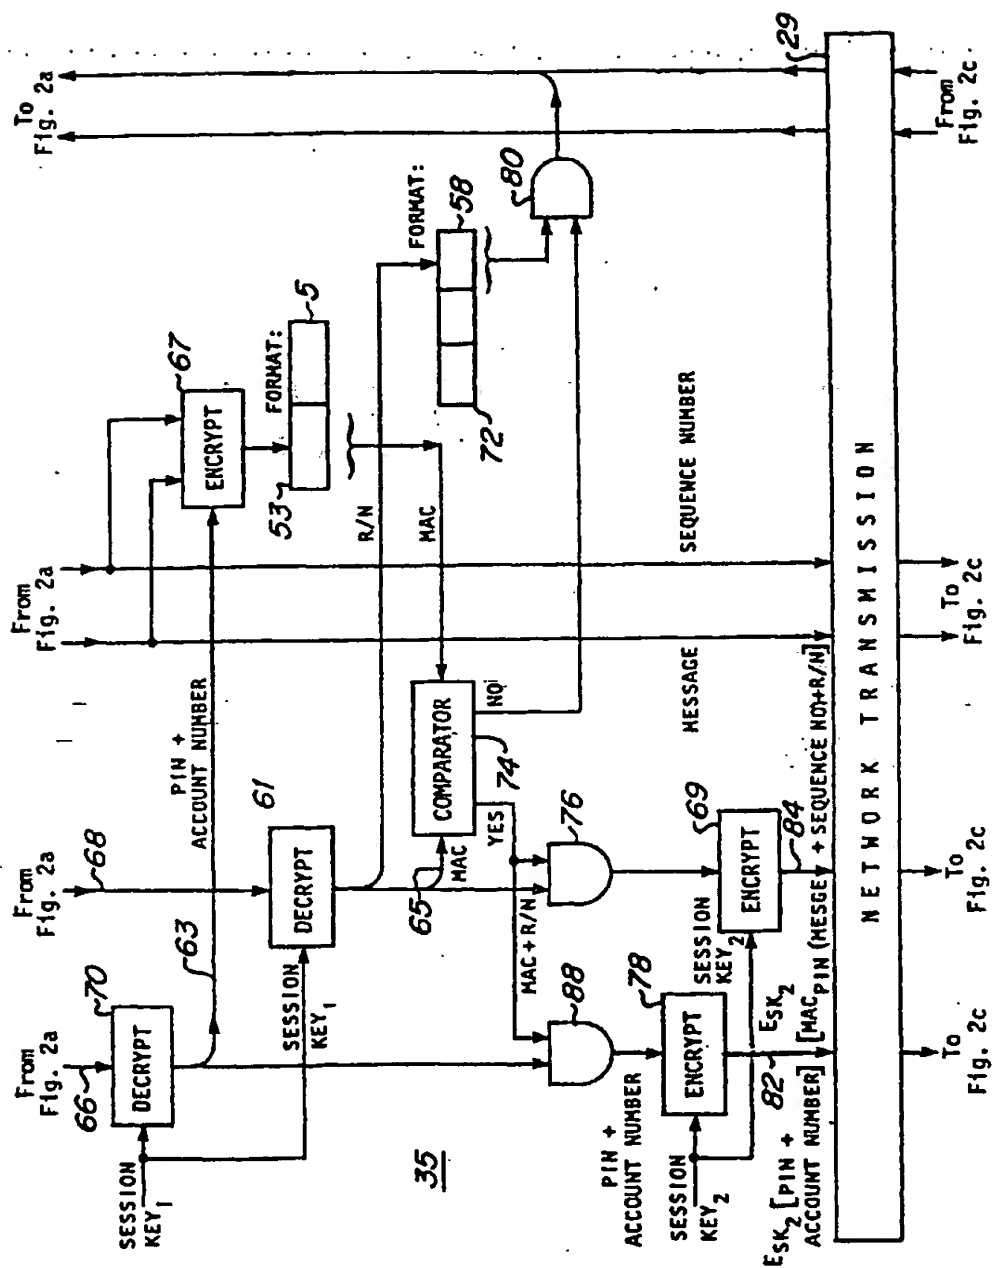 From
Fig. 2a
From
Fig. 2a
From
Fig. 2a
To
Fig. 2a
66
70
DECRYPT
SESSION
KEY1
63
68
PIN +
ACCOUNT NUMBER
67
ENCRYPT
FORMAT:
5
53
61
DECRYPT
SESSION
KEY1
R/N
MAC
FORMAT:
58
72
65
MAC
COMPARATOR
YES
NO
74
80
35
MAC+R/N
88
76
PIN +
ACCOUNT NUMBER
78
ENCRYPT
SESSION
KEY2
SESSION
KEY2
69
ENCRYPT
MESSAGE
SEQUENCE NUMBER
82
84
ESK2 [PIN +
ACCOUNT NUMBER]
ESK2
[MACPIN (MESGE + SEQUENCE NO)+R/N]
29
NETWORK TRANSMISSION
To
Fig. 2c
To
Fig. 2c
To
Fig. 2c
From
Fig. 2c